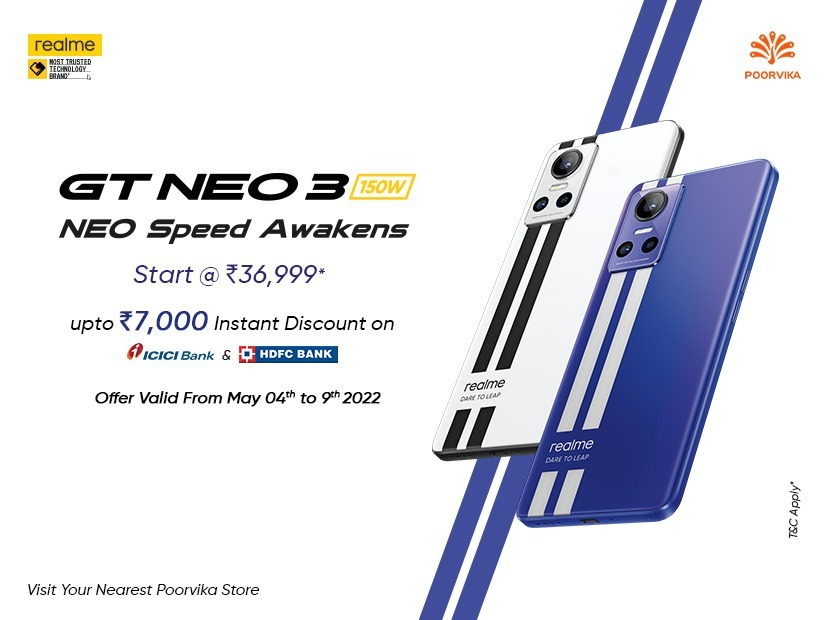 realme
MOST TRUSTED
TECHNOLOGY
BRAND*
POORVIKA
GT NEO 3 150W
NEO Speed Awakens
Start @ ₹36,999*
upto ₹7,000 Instant Discount on
ICICI Bank & HDFC BANK
Offer Valid From May 04th to 9th 2022
realme
DARE TO LEAP
realme
DARE TO LEAP
T&C Apply*
Visit Your Nearest Poorvika Store